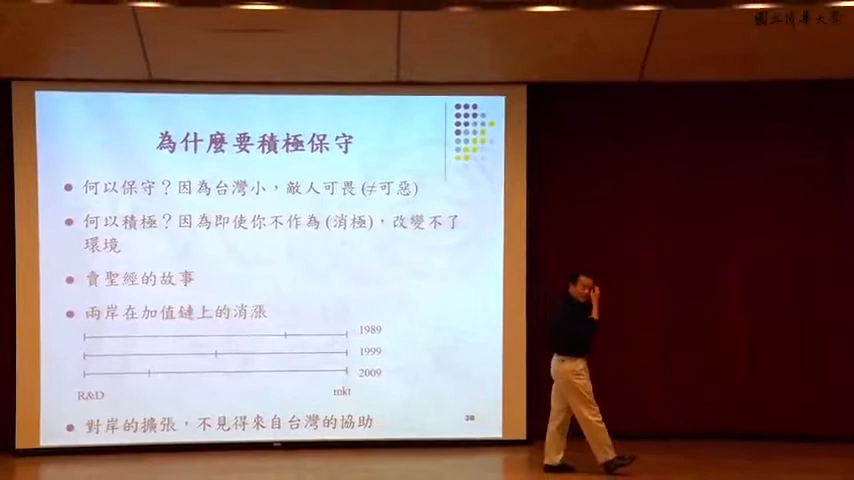 國立清華大學
為什麼要積極保守
何以保守？因為台灣小，敵人可畏(≠可惡)
何以積極？因為即使你不作為(消極)，改變不了
環境
賣聖經的故事
兩岸在加值鏈上的消漲
1989
1999
2009
R&D mkt
對岸的擴張，不見得來自台灣的協助
38